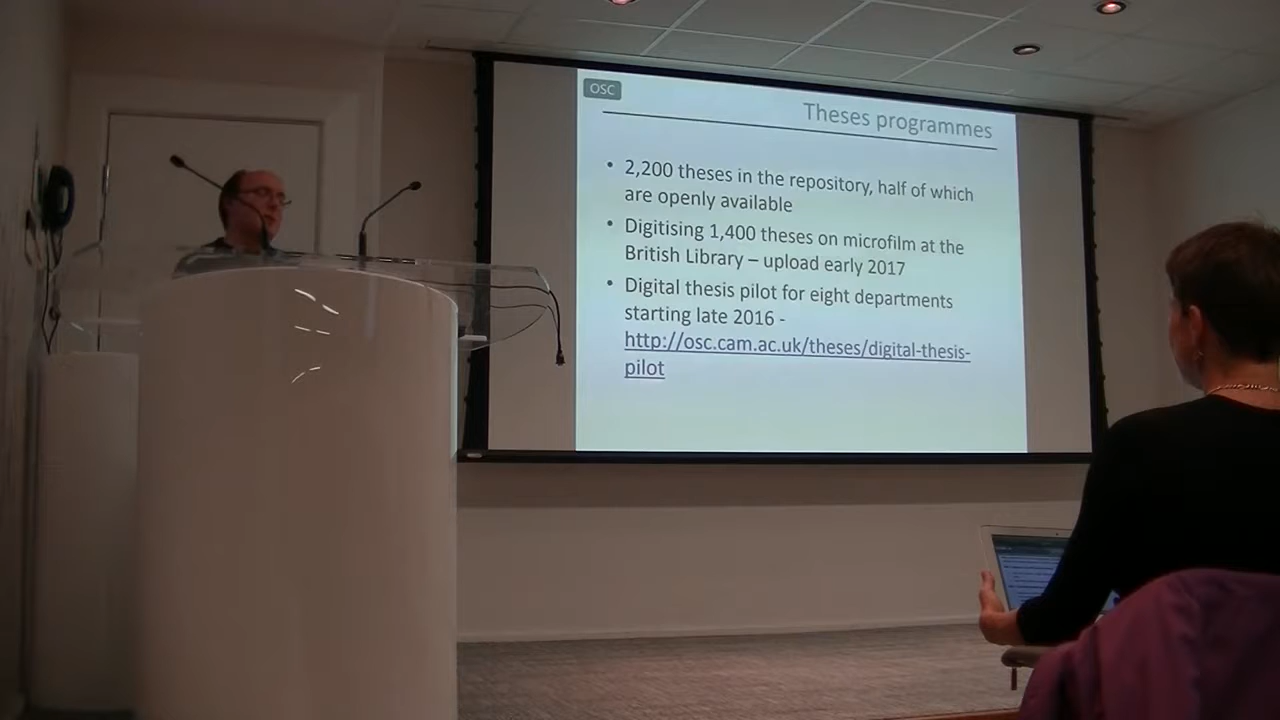 OSC
Theses programmes
• 2,200 theses in the repository, half of which
are openly available
• Digitising 1,400 theses on microfilm at the
British Library – upload early 2017
• Digital thesis pilot for eight departments
starting late 2016 -
http://osc.cam.ac.uk/theses/digital-thesis-
pilot